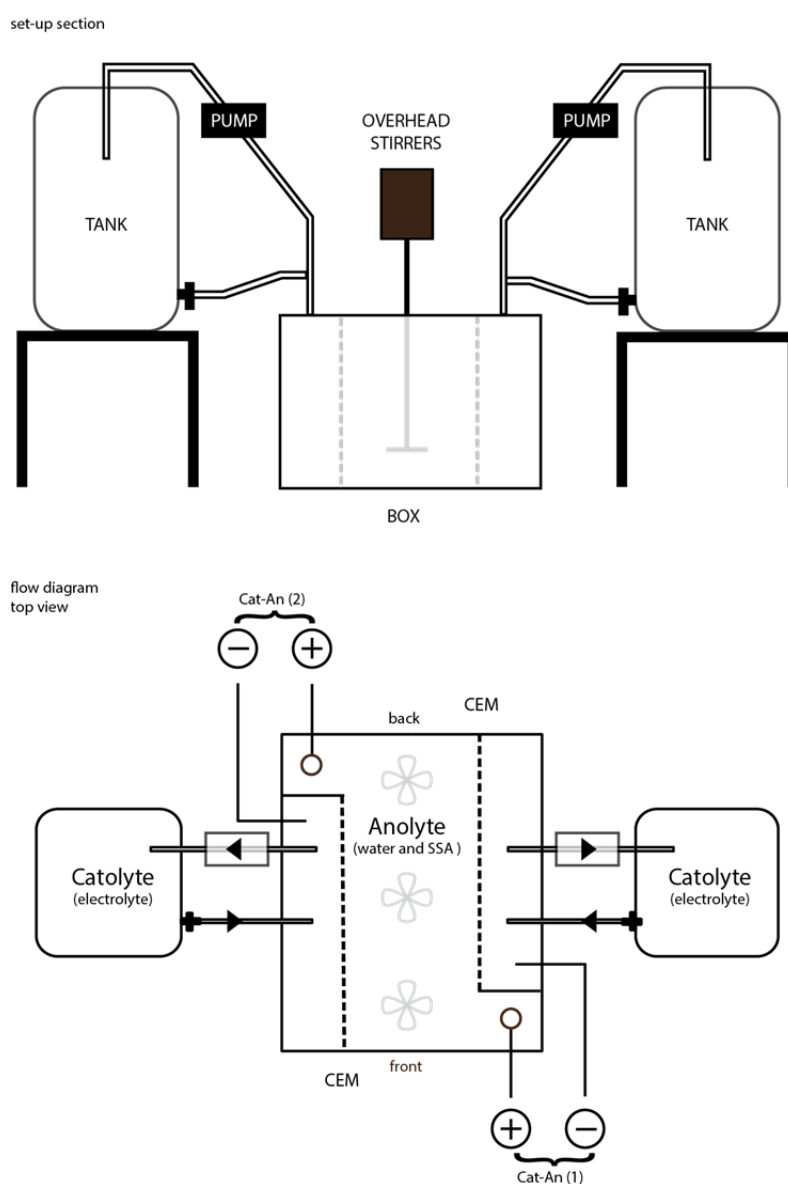 set-up section
PUMP
OVERHEAD
STIRRERS
PUMP
TANK
TANK
BOX
flow diagram
top view
Cat-An (2)
− +
back
CEM
Anolyte
(water and SSA )
Catolyte
(electrolyte)
Catolyte
(electrolyte)
front
CEM
+ −
Cat-An (1)